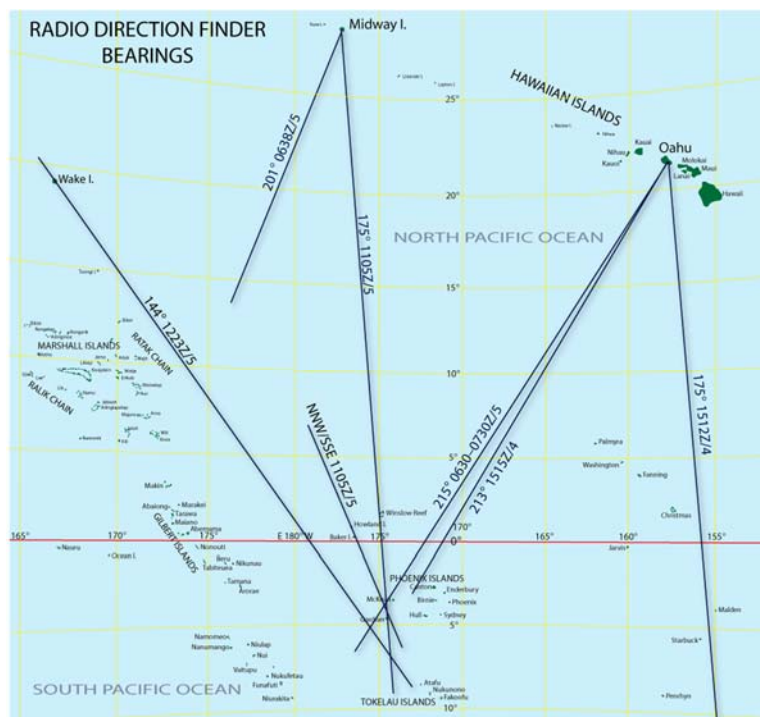 RADIO DIRECTION FINDER
BEARINGS
Midway I.
HAWAIIAN ISLANDS
25°
Kauai
Nihoa
Niihau
Oahu
Molokai
Maui
Hawaii
20°
Wake I.
201° 0638Z/5
175° 1105Z/5
NORTH PACIFIC OCEAN
15°
144° 1223Z/5
MARSHALL ISLANDS
RATAK CHAIN
RALIK CHAIN
10°
NNW/SSE 1105Z/5
215° 0630–0730Z/5
213° 1515Z/4
175° 1512Z/4
5°
Palmyra
Washington
Fanning
Christmas
Makin
Abaiang
Marakei
Tarawa
Maiana
Abemama
GILBERT ISLANDS
Winslow Reef
Howland I.
Baker I.
165°
170°
175°
E 180° W
175°
170°
165°
160°
155°
0°
Nauru
Ocean I.
Nonouti
Beru
Nikunau
Tabiteuea
Tamana
Arorae
Jarvis
PHOENIX ISLANDS
Canton
Enderbury
McKean
Birnie
Phoenix
Gardner
Hull
Sydney
Malden
5°
Starbuck
Nanumango
Niulap
Nui
Vaitupu
Nukufetau
Funafuti
Niurakita
SOUTH PACIFIC OCEAN
Atafu
Nukunono
Fakaofu
TOKELAU ISLANDS
Penrhyn
10°